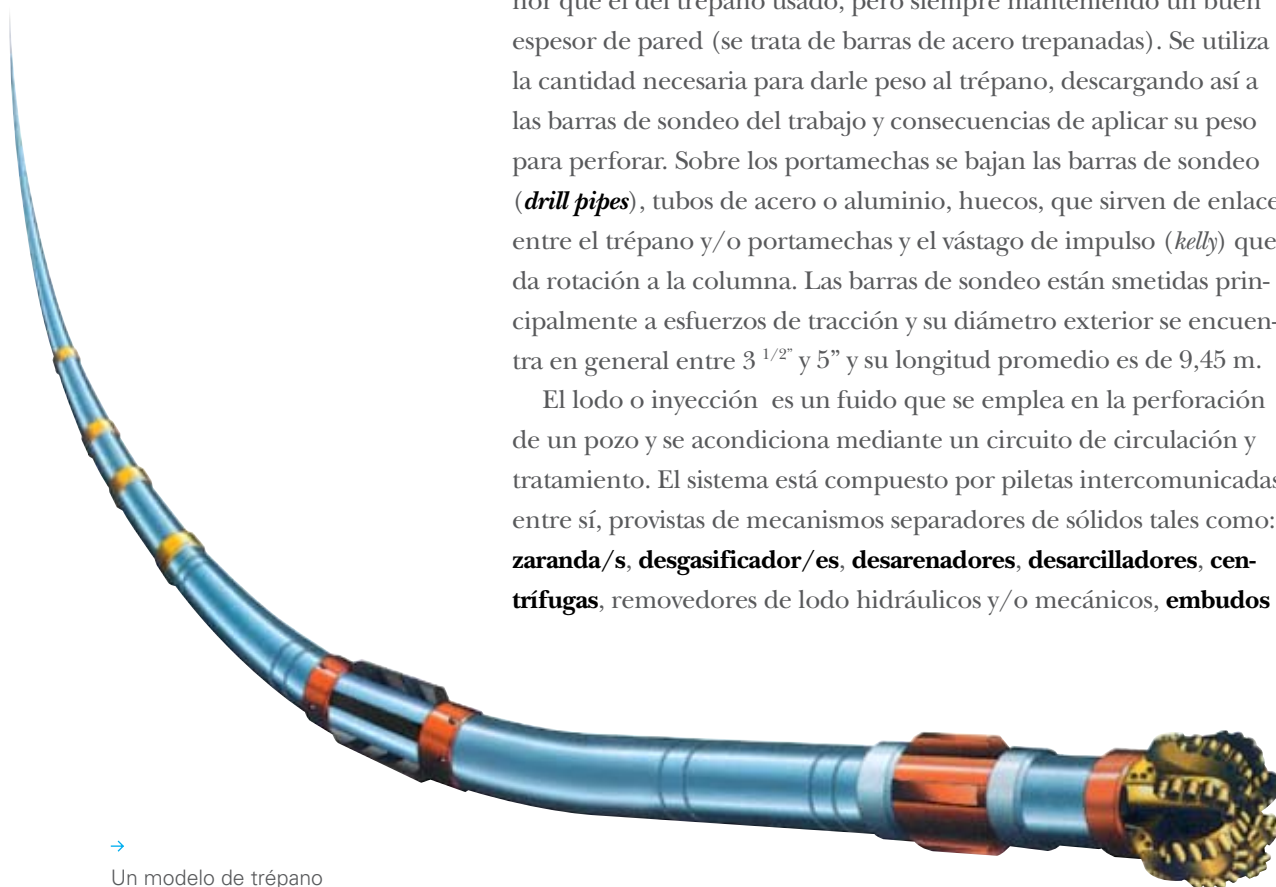 nor que el del trépano usado, pero siempre manteniendo un buen
espesor de pared (se trata de barras de acero trepanadas). Se utiliza
la cantidad necesaria para darle peso al trépano, descargando así a
las barras de sondeo del trabajo y consecuencias de aplicar su peso
para perforar. Sobre los portamechas se bajan las barras de sondeo
(drill pipes), tubos de acero o aluminio, huecos, que sirven de enlace
entre el trépano y/o portamechas y el vástago de impulso (kelly) que
da rotación a la columna. Las barras de sondeo están smetidas prin-
cipalmente a esfuerzos de tracción y su diámetro exterior se encuen-
tra en general entre 3 1/2" y 5” y su longitud promedio es de 9,45 m.
El lodo o inyección es un fuido que se emplea en la perforación
de un pozo y se acondiciona mediante un circuito de circulación y
tratamiento. El sistema está compuesto por piletas intercomunicadas
entre sí, provistas de mecanismos separadores de sólidos tales como:
zaranda/s, desgasificador/es, desarenadores, desarcilladores, cen-
trífugas, removedores de lodo hidráulicos y/o mecánicos, embudos
→
Un modelo de trépano